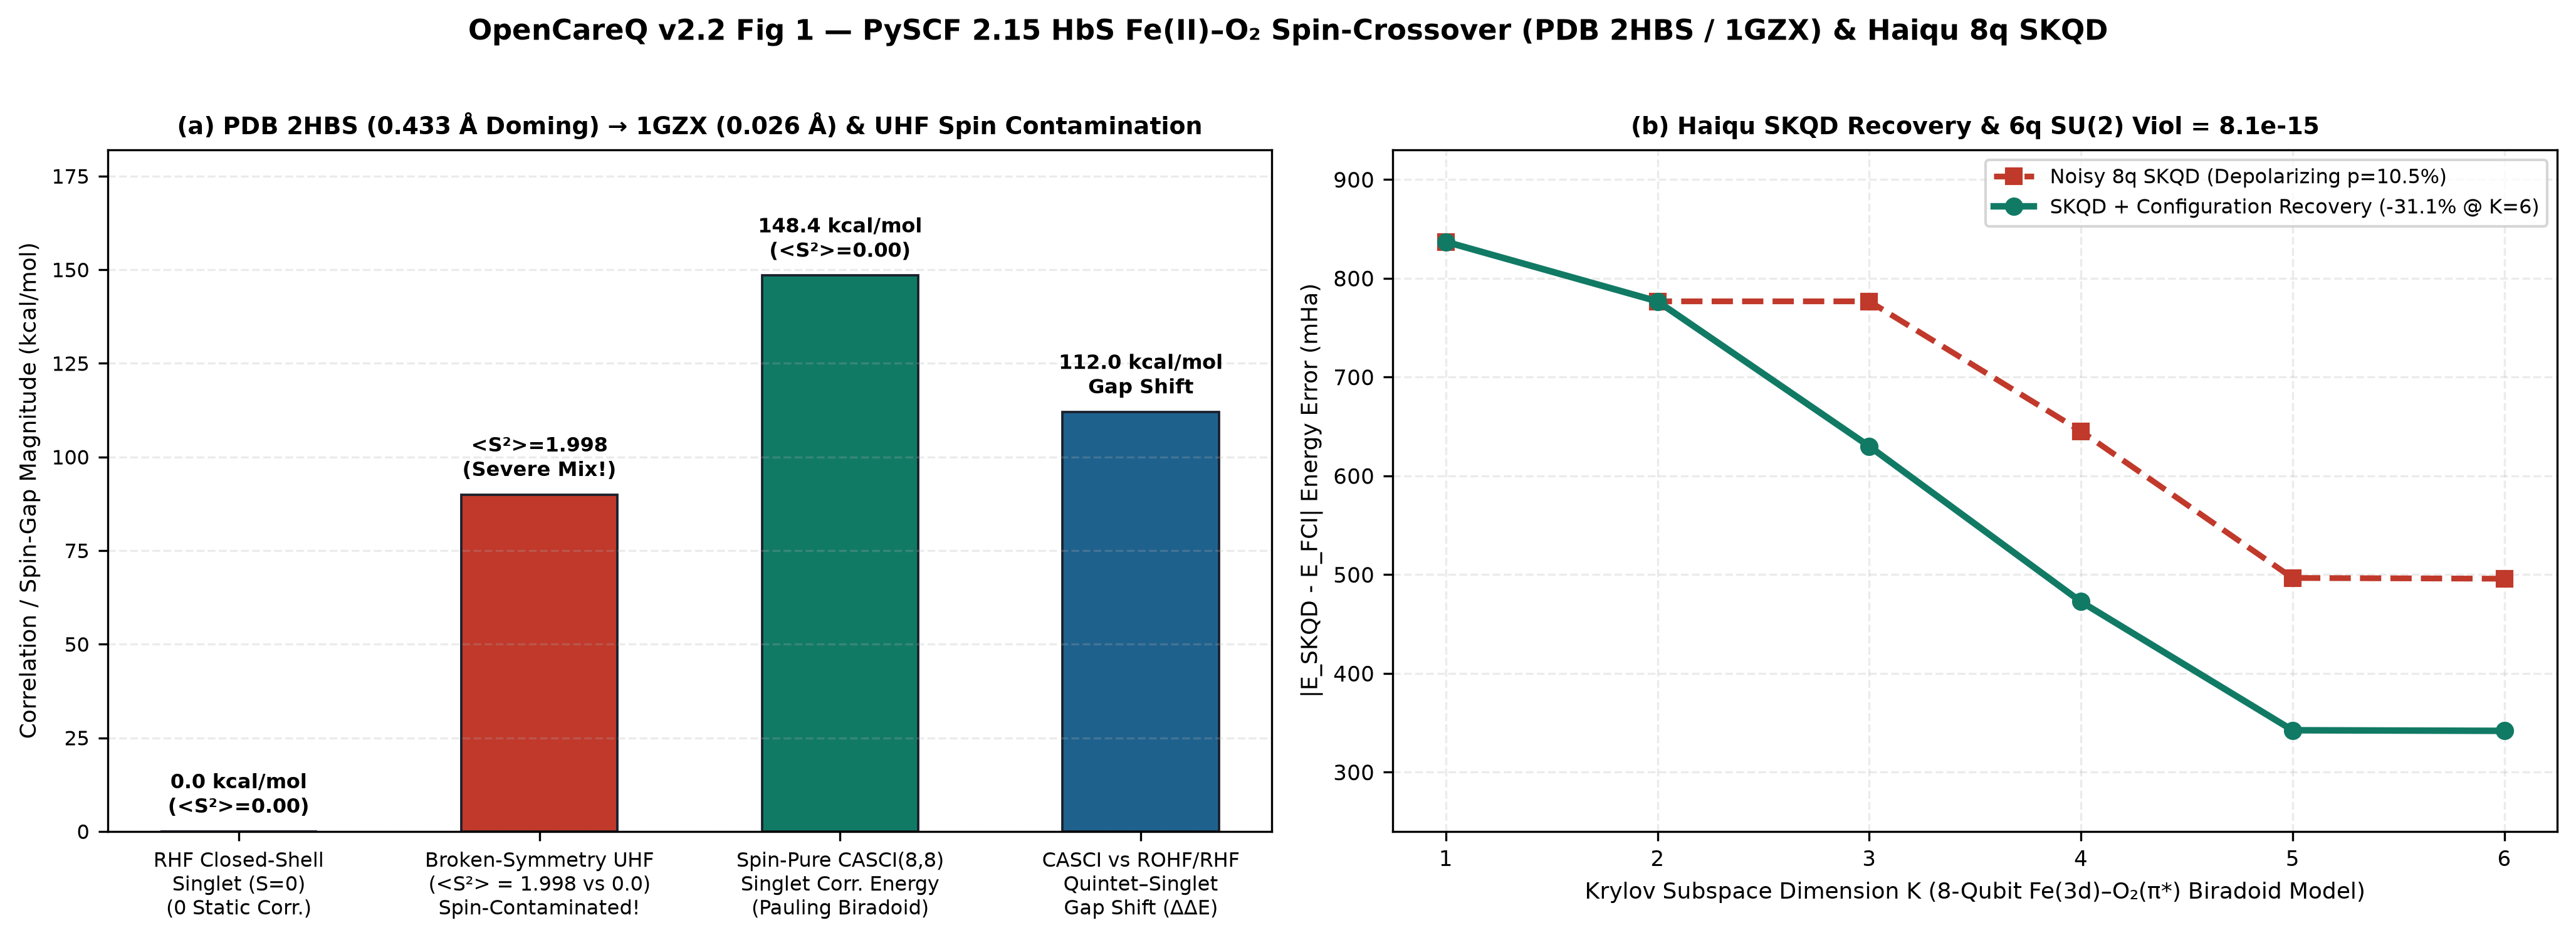 OpenCareQ v2.2 Fig 1 — PySCF 2.15 HbS Fe(II)–O₂ Spin-Crossover (PDB 2HBS / 1GZX) & Haiqu 8q SKQD
(a) PDB 2HBS (0.433 Å Doming) → 1GZX (0.026 Å) & UHF Spin Contamination
Correlation / Spin-Gap Magnitude (kcal/mol)
175
150
125
100
75
50
25
0
0.0 kcal/mol
(<S²>=0.00)
<S²>=1.998
(Severe Mix!)
148.4 kcal/mol
(<S²>=0.00)
112.0 kcal/mol
Gap Shift
RHF Closed-Shell
Singlet (S=0)
(0 Static Corr.)
Broken-Symmetry UHF
(<S²> = 1.998 vs 0.0)
Spin-Contaminated!
Spin-Pure CASCI(8,8)
Singlet Corr. Energy
(Pauling Biradoid)
CASCI vs ROHF/RHF
Quintet–Singlet
Gap Shift (ΔΔE)
(b) Haiqu SKQD Recovery & 6q SU(2) Viol = 8.1e-15
|E_SKQD - E_FCI| Energy Error (mHa)
900
800
700
600
500
400
300
Noisy 8q SKQD (Depolarizing p=10.5%)
SKQD + Configuration Recovery (-31.1% @ K=6)
1
2
3
4
5
6
Krylov Subspace Dimension K (8-Qubit Fe(3d)–O₂(π*) Biradoid Model)